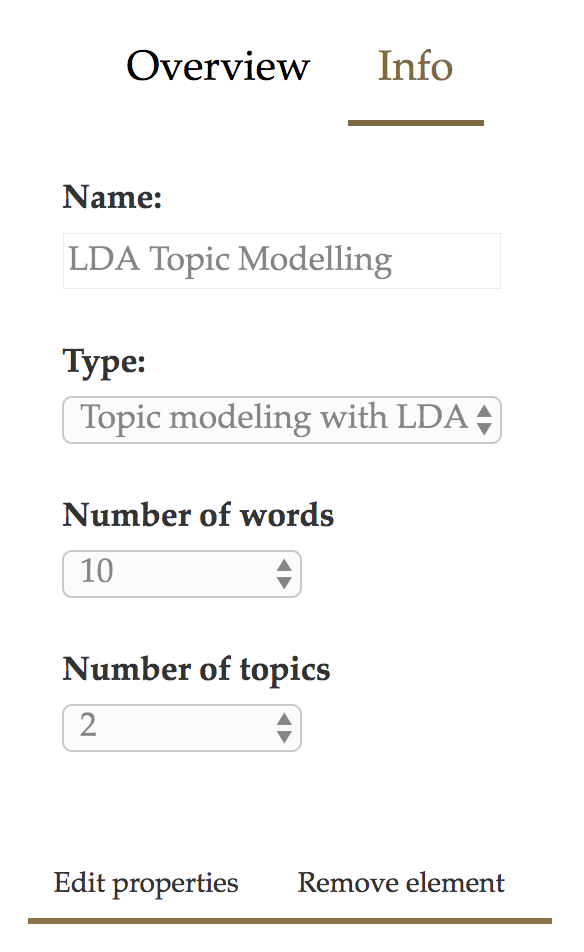 Overview Info
Name:
LDA Topic Modelling
Type:
Topic modeling with LDA
Number of words
10
Number of topics
2
Edit properties Remove element